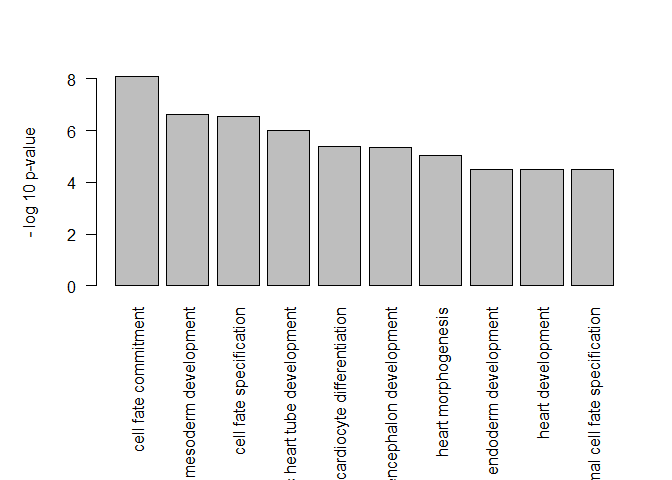 - log 10 p-value
8
6
4
2
0
cell fate commitment
mesoderm development
cell fate specification
heart tube development
cardiocyte differentiation
encephalon development
heart morphogenesis
endoderm development
heart development
mal cell fate specification